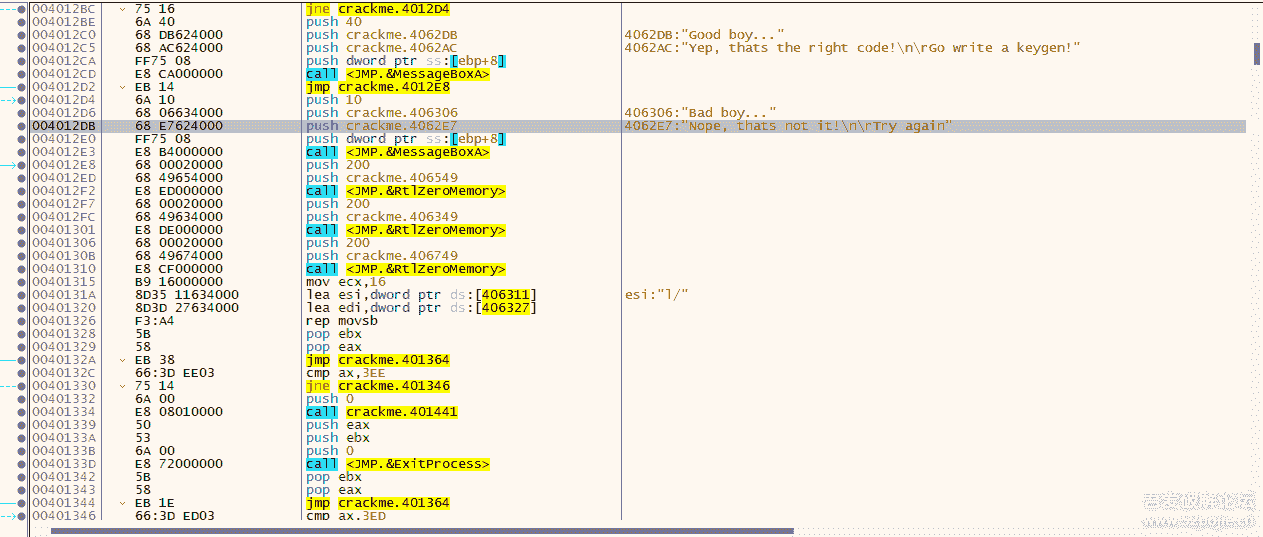 004012BC 75 16 jne crackme.4012D4
004012BE 6A 40 push 40
004012C0 68 DB624000 push crackme.4062DB 4062DB:"Good boy..."
004012C5 68 AC624000 push crackme.4062AC 4062AC:"Yep, thats the right code!\n\rGo write a keygen!"
004012CA FF75 08 push dword ptr ss:[ebp+8]
004012CD E8 CA000000 call <JMP.&MessageBoxA>
004012D2 EB 14 jmp crackme.4012E8
004012D4 6A 10 push 10
004012D6 68 06634000 push crackme.406306 406306:"Bad boy..."
004012DB 68 E7624000 push crackme.4062E7 4062E7:"Nope, thats not it!\n\rTry again"
004012E0 FF75 08 push dword ptr ss:[ebp+8]
004012E3 E8 B4000000 call <JMP.&MessageBoxA>
004012E8 68 00020000 push 200
004012ED 68 49654000 push crackme.406549
004012F2 E8 ED000000 call <JMP.&RtlZeroMemory>
004012F7 68 00020000 push 200
004012FC 68 49634000 push crackme.406349
00401301 E8 DE000000 call <JMP.&RtlZeroMemory>
00401306 68 00020000 push 200
0040130B 68 49674000 push crackme.406749
00401310 E8 CF000000 call <JMP.&RtlZeroMemory>
00401315 B9 16000000 mov ecx,16
0040131A 8D35 11634000 lea esi,dword ptr ds:[406311] esi:"l/"
00401320 8D3D 27634000 lea edi,dword ptr ds:[406327]
00401326 F3:A4 rep movsb
00401328 5B pop ebx
00401329 58 pop eax
0040132A EB 38 jmp crackme.401364
0040132C 66:3D EE03 cmp ax,3EE
00401330 75 14 jne crackme.401346
00401332 6A 00 push 0
00401334 E8 08010000 call crackme.401441
00401339 50 push eax
0040133A 53 push ebx
0040133B 6A 00 push 0
0040133D E8 72000000 call <JMP.&ExitProcess>
00401342 5B pop ebx
00401343 58 pop eax
00401344 EB 1E jmp crackme.401364
00401346 66:3D ED03 cmp ax,3ED